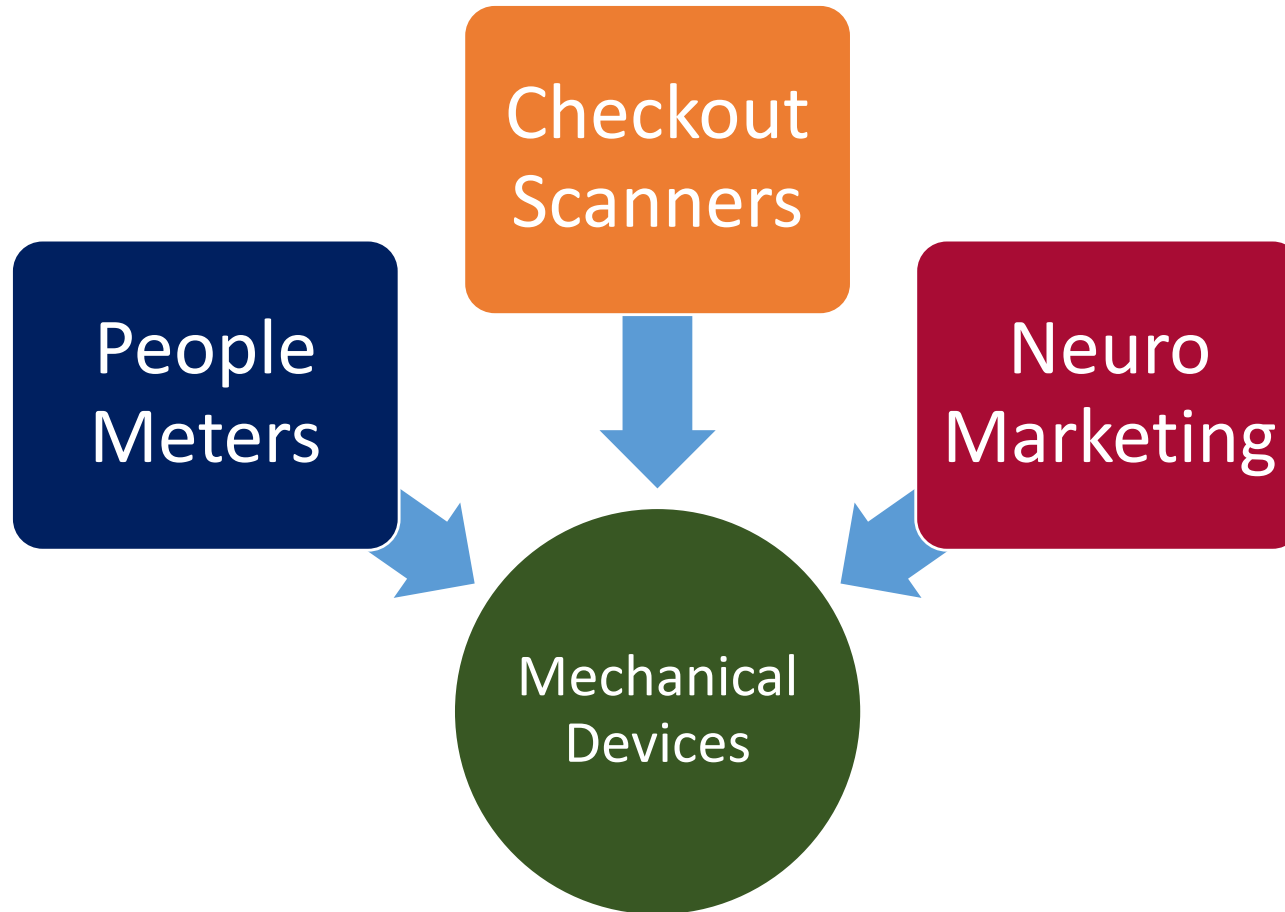 Checkout
Scanners
People
Meters
Neuro
Marketing
Mechanical
Devices